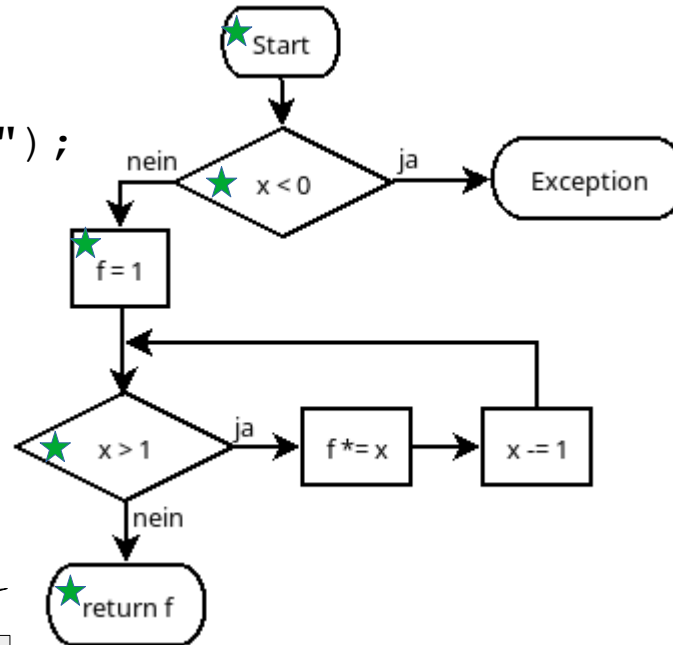 Start
");
nein
ja
x < 0
Exception
f = 1
x > 1
ja
f *= x
x -= 1
nein
return f